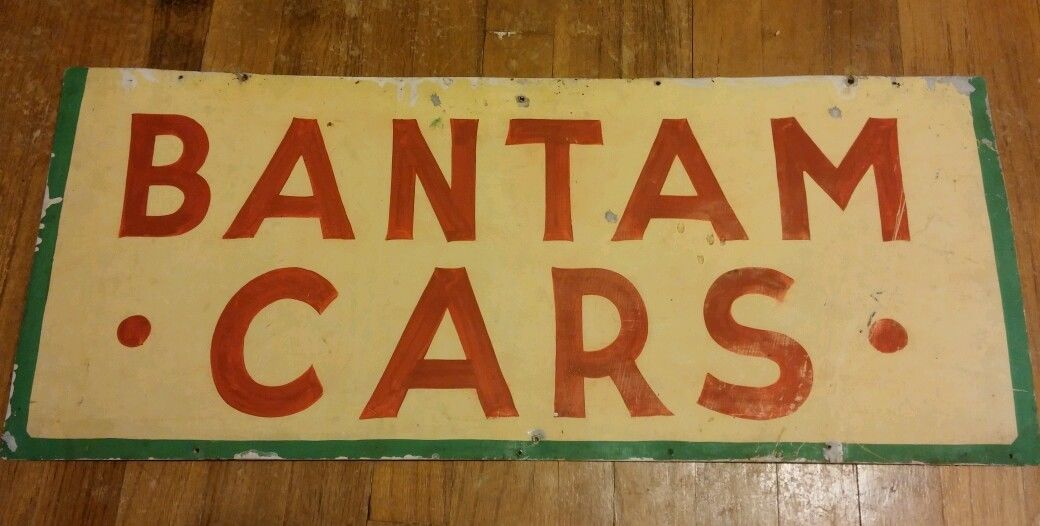 BANTAM
• CARS •